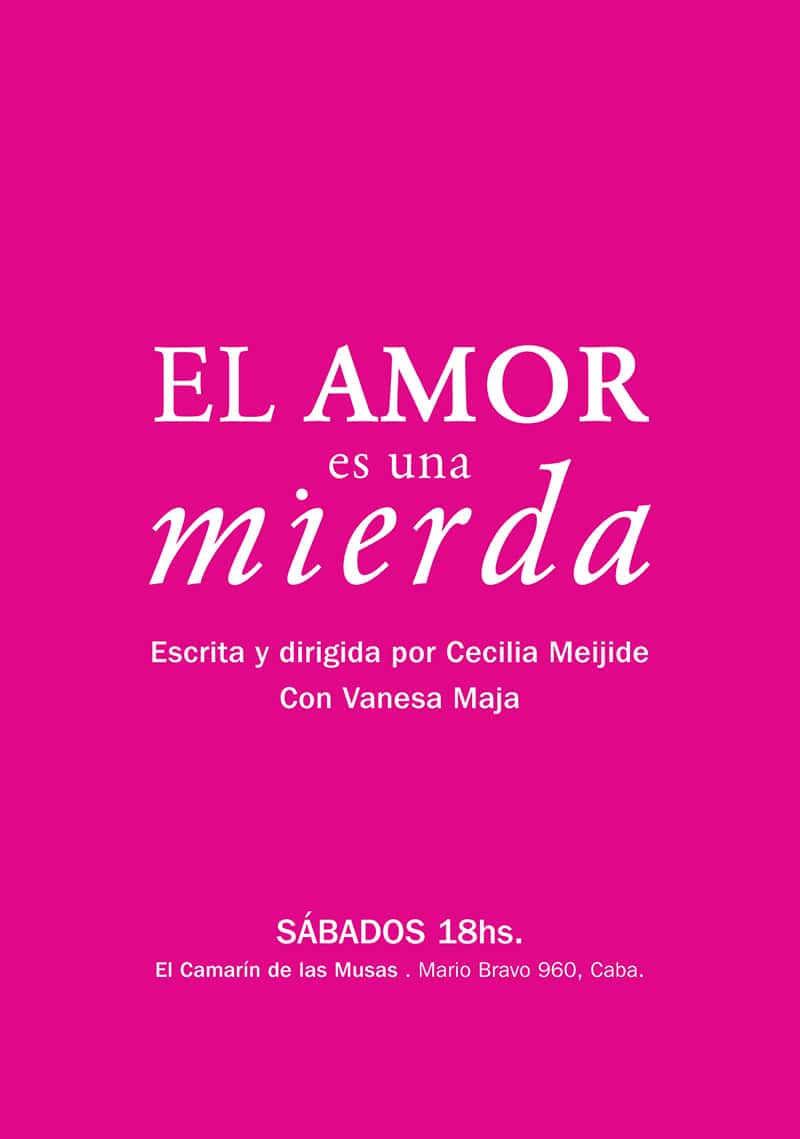 EL AMOR
es una
mierda
Escrita y dirigida por Cecilia Meijide
Con Vanesa Maja
SÁBADOS 18hs.
El Camarín de las Musas . Mario Bravo 960, Caba.